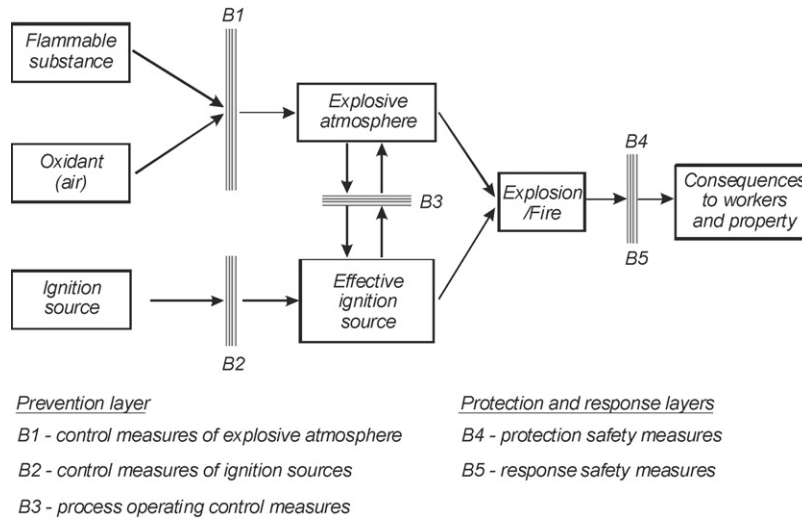 B1
Flammable
substance
Explosive
atmosphere
Oxidant
(air)
B3
Explosion
/Fire
B4
Consequences
to workers
and property
B5
Ignition
source
Effective
ignition
source
B2
Prevention layer
B1 - control measures of explosive atmosphere
B2 - control measures of ignition sources
B3 - process operating control measures
Protection and response layers
B4 - protection safety measures
B5 - response safety measures